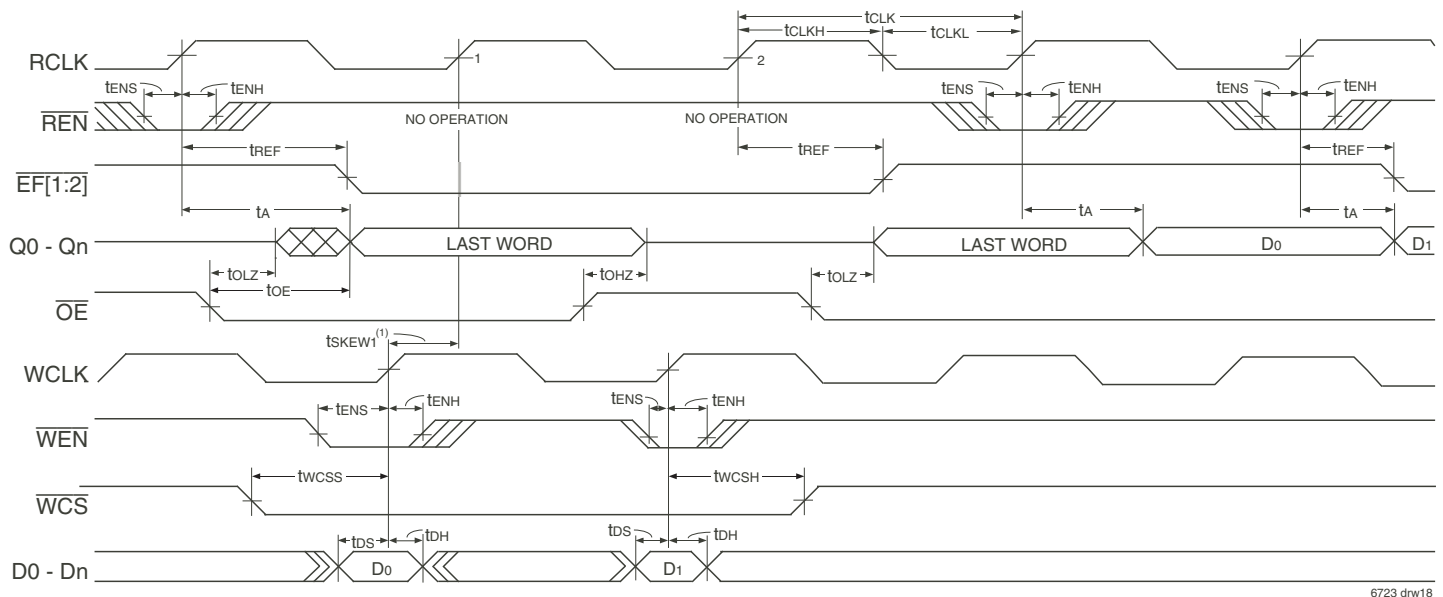 tCLK
tCLKH tCLKL
RCLK 1 2
tENS tENH tENS tENH tENS tENH
REN NO OPERATION NO OPERATION
tREF tREF tREF
EF[1:2]
tA tA tA
Q0 - Qn LAST WORD LAST WORD D0 D1
tOLZ tOHZ tOLZ
tOE
OE
tSKEW1(1)
WCLK
tENS tENH tENS tENH
WEN
tWCSS tWCSH
WCS
tDS tDH tDS tDH
D0 - Dn D0 D1
6723 drw18